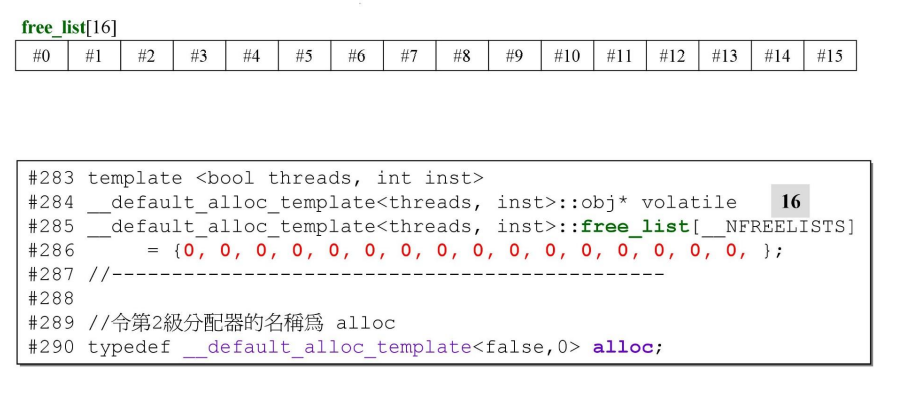 free_list[16]
#0 #1 #2 #3 #4 #5 #6 #7 #8 #9 #10 #11 #12 #13 #14 #15
#283 template <bool threads, int inst>
#284 __default_alloc_template<threads, inst>::obj* volatile 16
#285 __default_alloc_template<threads, inst>::free_list[__NFREELISTS]
#286 = {0, 0, 0, 0, 0, 0, 0, 0, 0, 0, 0, 0, 0, 0, 0, 0, };
#287 //-----------------------------------------------
#288
#289 //令第2級分配器的名稱爲 alloc
#290 typedef __default_alloc_template<false,0> alloc;